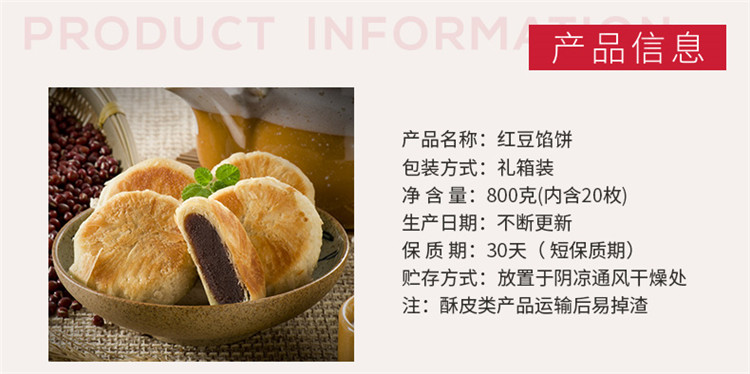 PRODUCT INFORMATION
产品信息
产品名称：红豆馅饼
包装方式：礼箱装
净 含 量：800克(内含20枚)
生产日期：不断更新
保 质 期：30天（短保质期）
贮存方式：放置于阴凉通风干燥处
注：酥皮类产品运输后易掉渣